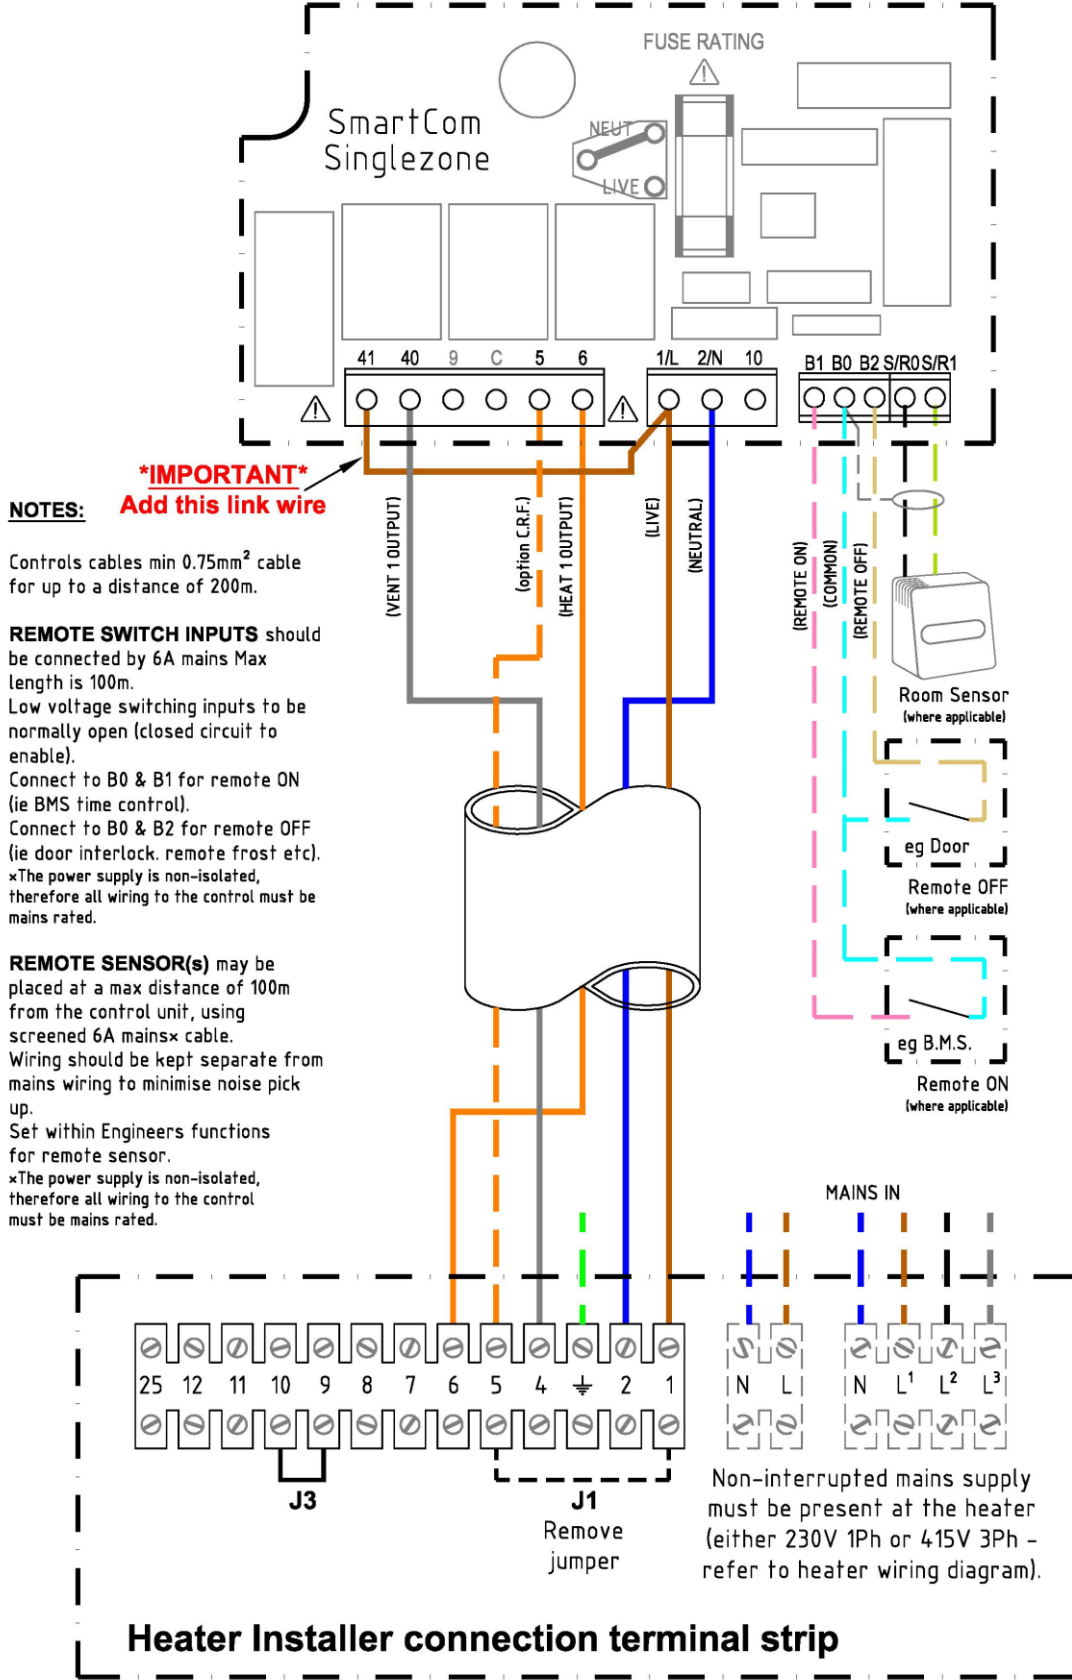 FUSE RATING
SmartCom
Singlezone
NEUT
LIVE
41 40 9 C 5 6
1/L 2/N 10
B1 B0 B2 S/R0 S/R1
*IMPORTANT*
Add this link wire
(VENT 1 OUTPUT)
(option C.R.F.)
(HEAT 1 OUTPUT)
(LIVE)
(NEUTRAL)
(REMOTE ON)
(COMMON)
(REMOTE OFF)
NOTES:
Controls cables min 0.75mm² cable
for up to a distance of 200m.
REMOTE SWITCH INPUTS should
be connected by 6A mains Max
length is 100m.
Low voltage switching inputs to be
normally open (closed circuit to
enable).
Connect to B0 & B1 for remote ON
(ie BMS time control).
Connect to B0 & B2 for remote OFF
(ie door interlock. remote frost etc).
×The power supply is non-isolated,
therefore all wiring to the control must be
mains rated.
REMOTE SENSOR(s) may be
placed at a max distance of 100m
from the control unit, using
screened 6A mains× cable.
Wiring should be kept separate from
mains wiring to minimise noise pick
up.
Set within Engineers functions
for remote sensor.
×The power supply is non-isolated,
therefore all wiring to the control
must be mains rated.
Room Sensor
(where applicable)
eg Door
Remote OFF
(where applicable)
eg B.M.S.
Remote ON
(where applicable)
MAINS IN
25 12 11 10 9 8 7 6 5 4 2 1
N L
N L¹ L² L³
J3
J1
Remove
jumper
Non-interrupted mains supply
must be present at the heater
(either 230V 1Ph or 415V 3Ph -
refer to heater wiring diagram).
Heater Installer connection terminal strip